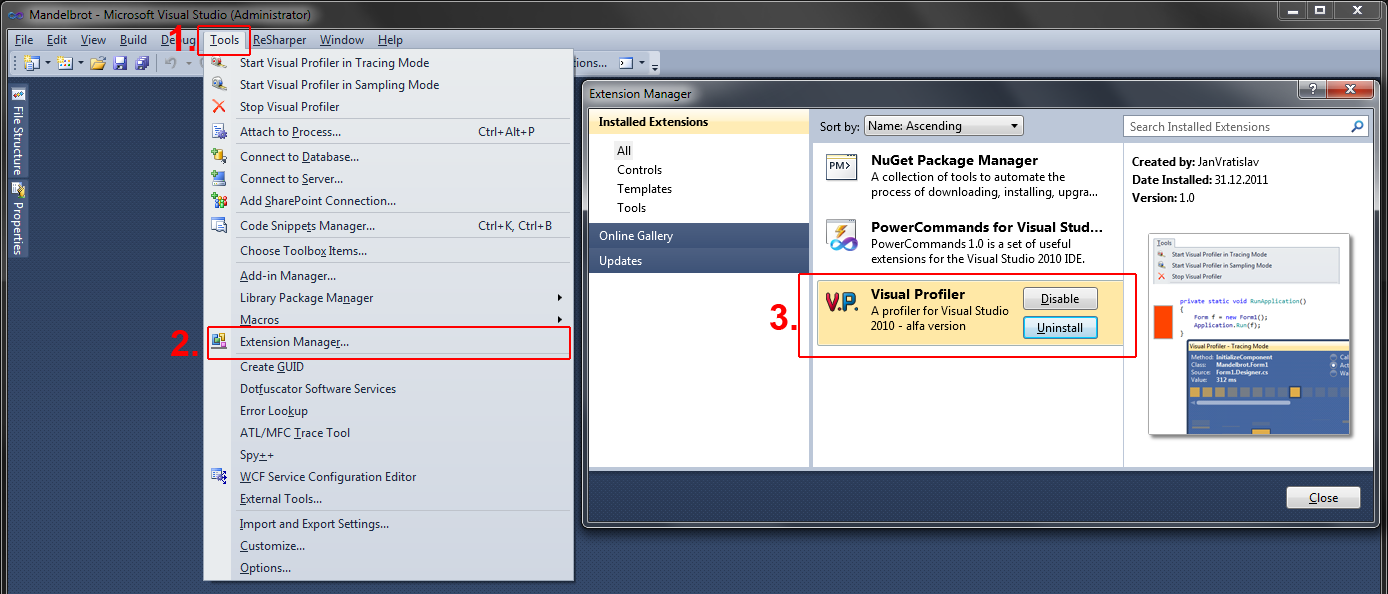 Mandelbrot - Microsoft Visual Studio (Administrator)
File Edit View Build Debug Tools ReSharper Window Help
1.
ions...
File Structure
Properties
Start Visual Profiler in Tracing Mode
Start Visual Profiler in Sampling Mode
Stop Visual Profiler
Attach to Process... Ctrl+Alt+P
Connect to Database...
Connect to Server...
Add SharePoint Connection...
Code Snippets Manager... Ctrl+K, Ctrl+B
Choose Toolbox Items...
Add-in Manager...
Library Package Manager
Macros
2.
Extension Manager...
Create GUID
Dotfuscator Software Services
Error Lookup
ATL/MFC Trace Tool
Spy++
WCF Service Configuration Editor
External Tools...
Import and Export Settings...
Customize...
Options...
Extension Manager
Installed Extensions
All
Controls
Templates
Tools
Online Gallery
Updates
Sort by: Name: Ascending
PM>
NuGet Package Manager
A collection of tools to automate the
process of downloading, installing, upgra...
PowerCommands for Visual Stud...
PowerCommands 1.0 is a set of useful
extensions for the Visual Studio 2010 IDE.
3.
V.P.
Visual Profiler
A profiler for Visual Studio
2010 - alfa version
Disable
Uninstall
Search Installed Extensions
Created by: JanVratislav
Date Installed: 31.12.2011
Version: 1.0
Tools
Start Visual Profiler in Tracing Mode
Start Visual Profiler in Sampling Mode
Stop Visual Profiler
private static void RunApplication()
{
Form f = new Form1();
Application.Run(f);
}
Visual Profiler - Tracing Mode
Method: InitializeComponent Cal
Class: Mandelbrot.Form1 Act
Source: Form1.Designer.cs Wa
Value: 312 ms
Close